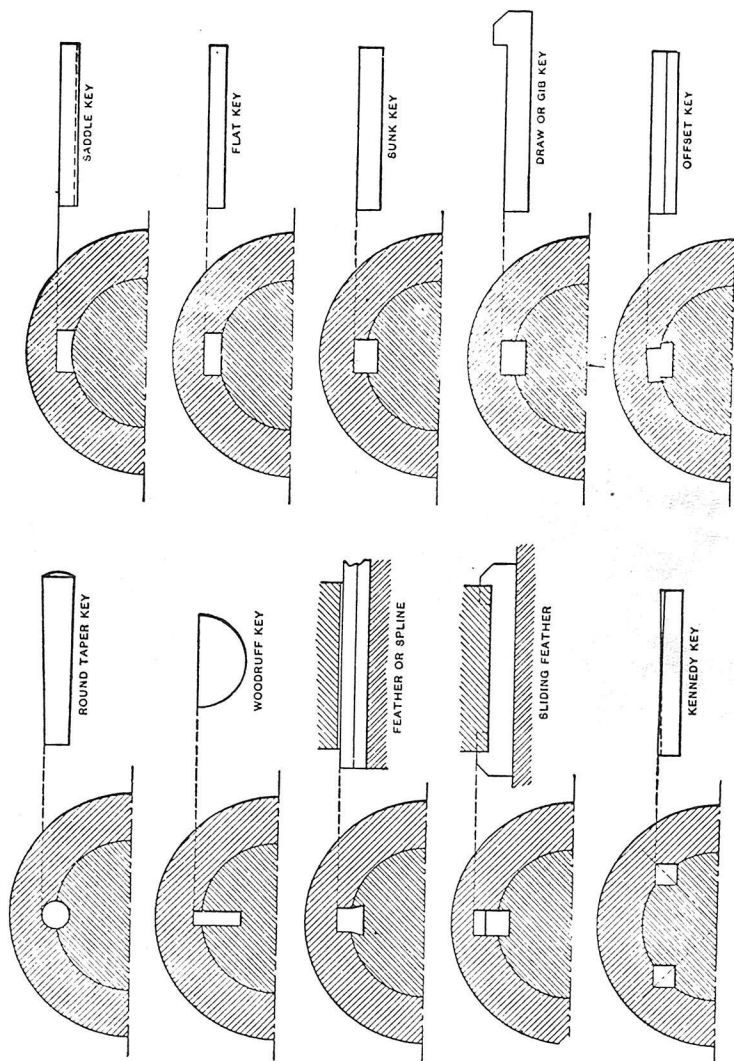 ROUND TAPER KEY
SADDLE KEY
WOODRUFF KEY
FLAT KEY
FEATHER OR SPLINE
SUNK KEY
SLIDING FEATHER
DRAW OR GIB KEY
KENNEDY KEY
OFFSET KEY